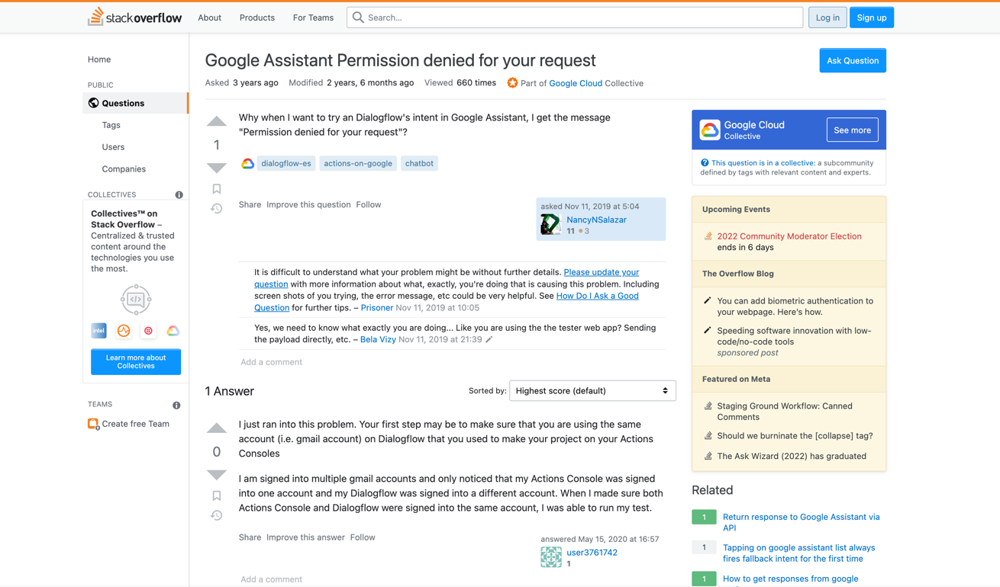 stack overflow
About
Products
For Teams
Search...
Log in
Sign up
Home
PUBLIC
Questions
Tags
Users
Companies
COLLECTIVES
Collectives™ on
Stack Overflow –
Centralized & trusted
content around the
technologies you use
the most.
intel
Learn more about
Collectives
TEAMS
Create free Team
Google Assistant Permission denied for your request
Ask Question
Asked 3 years ago Modified 2 years, 6 months ago Viewed 660 times Part of Google Cloud Collective
Why when I want to try an Dialogflow's intent in Google Assistant, I get the message
"Permission denied for your request"?
1
dialogflow-es
actions-on-google
chatbot
Share Improve this question Follow
asked Nov 11, 2019 at 5:04
NancyNSalazar
11 3
It is difficult to understand what your problem might be without further details. Please update your
question with more information about what, exactly, you're doing that is causing this problem. Including
screen shots of you trying, the error message, etc could be very helpful. See How Do I Ask a Good
Question for further tips. – Prisoner Nov 11, 2019 at 10:05
Yes, we need to know what exactly you are doing... Like you are using the the tester web app? Sending
the payload directly, etc. – Bela Vizy Nov 11, 2019 at 21:39
Add a comment
1 Answer
Sorted by:
Highest score (default)
I just ran into this problem. Your first step may be to make sure that you are using the same
account (i.e. gmail account) on Dialogflow that you used to make your project on your Actions
Consoles
0
I am signed into multiple gmail accounts and only noticed that my Actions Console was signed
into one account and my Dialogflow was signed into a different account. When I made sure both
Actions Console and Dialogflow were signed into the same account, I was able to run my test.
Share Improve this answer Follow
answered May 15, 2020 at 16:57
user3761742
1
Add a comment
Google Cloud
Collective
See more
This question is in a collective: a subcommunity
defined by tags with relevant content and experts.
Upcoming Events
2022 Community Moderator Election
ends in 6 days
The Overflow Blog
You can add biometric authentication to
your webpage. Here's how.
Speeding software innovation with low-
code/no-code tools
sponsored post
Featured on Meta
Staging Ground Workflow: Canned
Comments
Should we burninate the [collapse] tag?
The Ask Wizard (2022) has graduated
Related
1 Return response to Google Assistant via
API
1 Tapping on google assistant list always
fires fallback intent for the first time
1 How to get responses from google